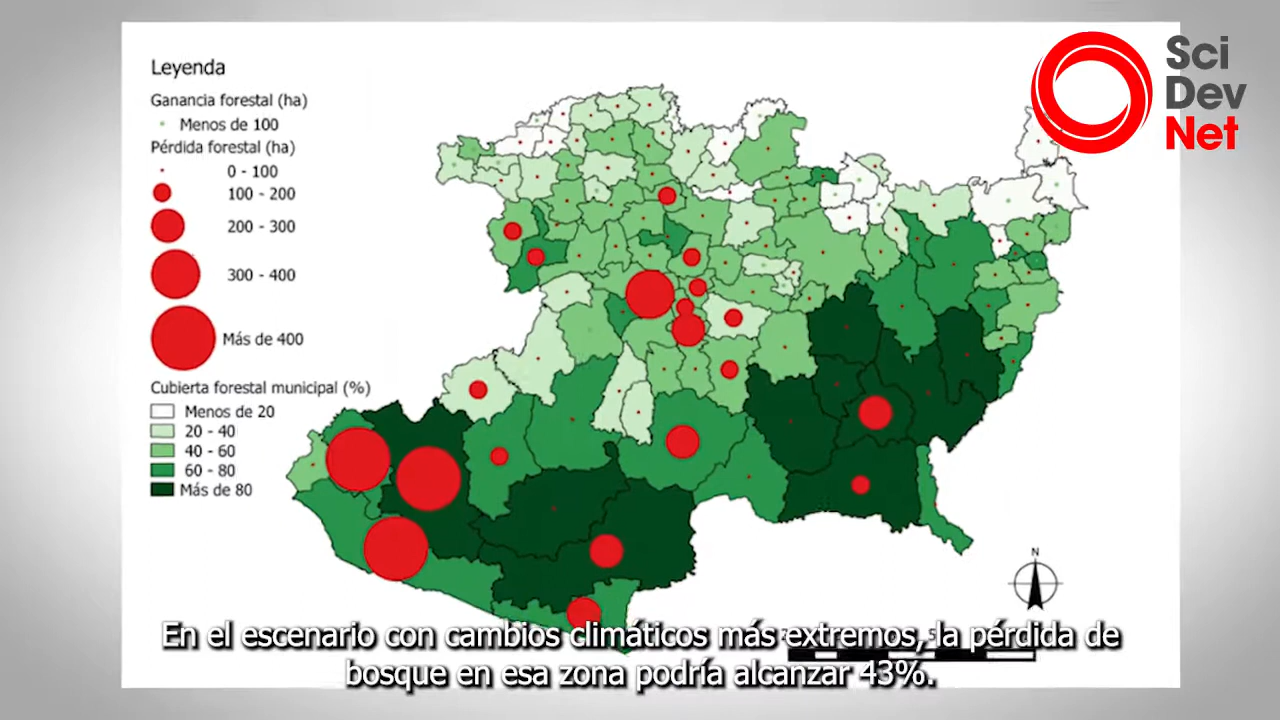 Leyenda
Ganancia forestal (ha)
Menos de 100
Pérdida forestal (ha)
0 - 100
100 - 200
200 - 300
300 - 400
Más de 400
Cubierta forestal municipal (%)
Menos de 20
20 - 40
40 - 60
60 - 80
Más de 80
Sci
Dev
Net
N
En el escenario con cambios climáticos más extremos, la pérdida de
bosque en esa zona podría alcanzar 43%.